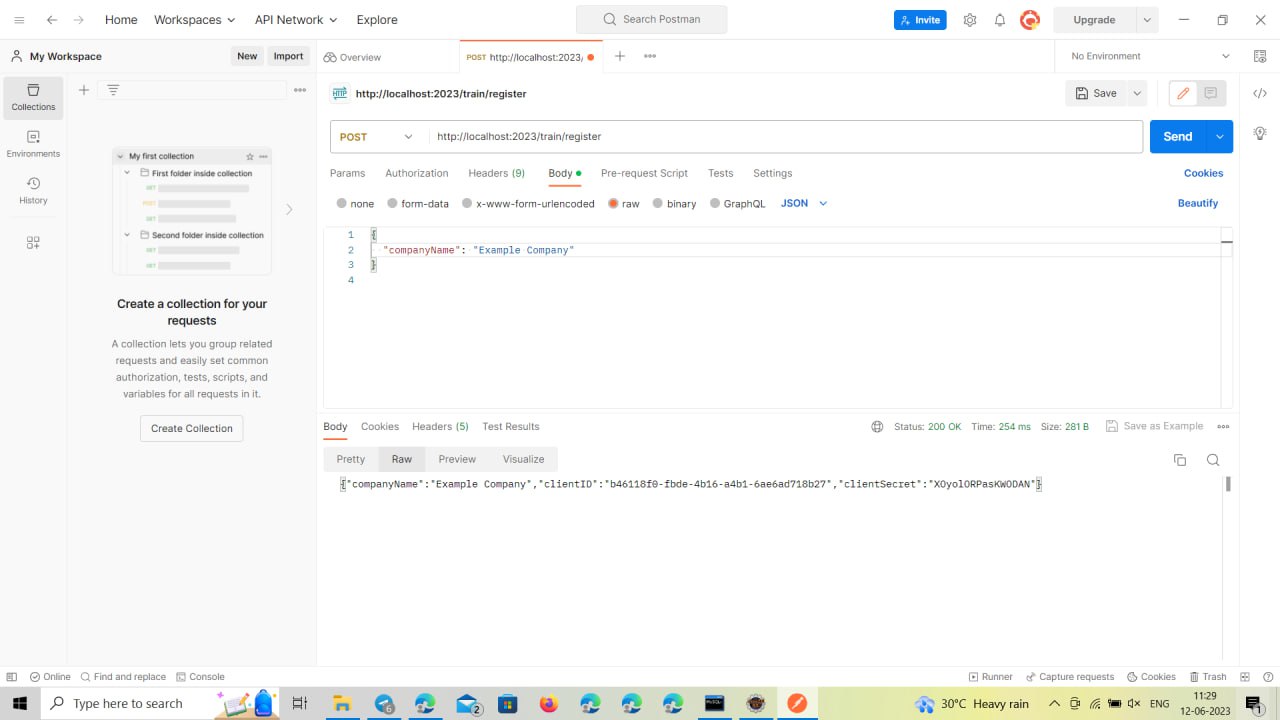 Home Workspaces API Network Explore Search Postman Invite Upgrade
My Workspace New Import Overview POST http://localhost:2023/ No Environment
Collections
Environments
History
My first collection
First folder inside collection
GET
POST
GET
Second folder inside collection
GET
GET
Create a collection for your
requests
A collection lets you group related
requests and easily set common
authorization, tests, scripts, and
variables for all requests in it.
Create Collection
HTTP http://localhost:2023/train/register Save
POST http://localhost:2023/train/register Send
Params Authorization Headers (9) Body Pre-request Script Tests Settings Cookies
none form-data x-www-form-urlencoded raw binary GraphQL JSON Beautify
1 {
2 "companyName": "Example Company"
3 }
4
Body Cookies Headers (5) Test Results Status: 200 OK Time: 254 ms Size: 281 B Save as Example
Pretty Raw Preview Visualize
{"companyName":"Example Company","clientID":"b46118f0-fbde-4b16-a4b1-6ae6ad718b27","clientSecret":"XOyolORPasKWODAN"}
Online Find and replace Console Runner Capture requests Cookies Trash
Type here to search 6 2 30°C Heavy rain ENG 11:29
12-06-2023 1